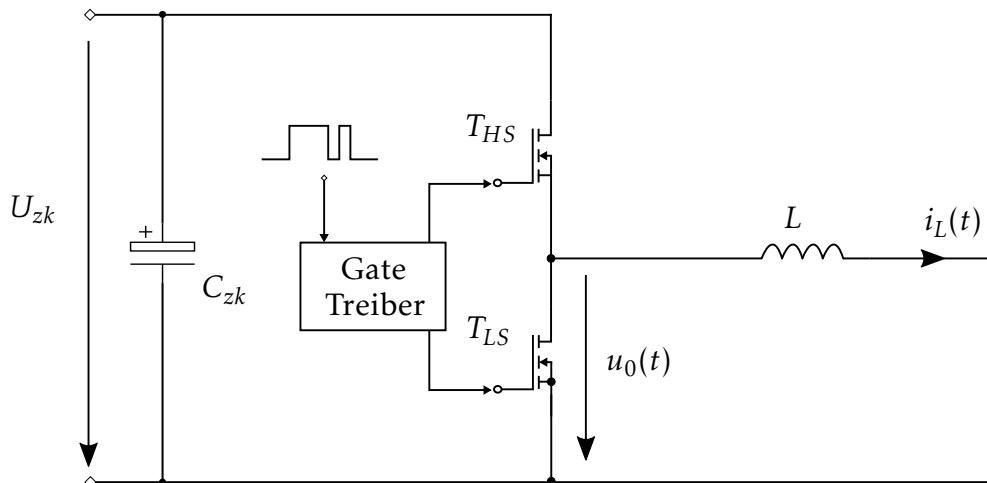 T_HS
U_zk
+
L
i_L(t)
Gate
Treiber
C_zk
T_LS
u_0(t)